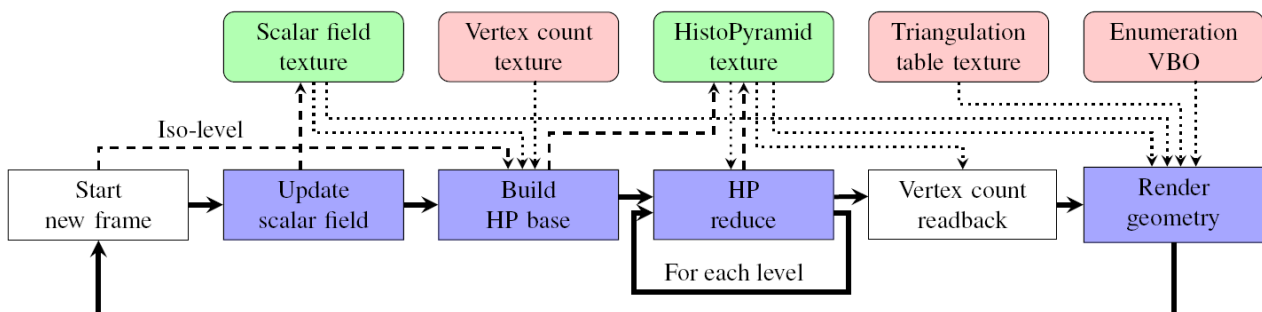 Scalar field
texture
Vertex count
texture
HistoPyramid
texture
Triangulation
table texture
Enumeration
VBO
Iso-level
Start
new frame
Update
scalar field
Build
HP base
HP
reduce
Vertex count
readback
Render
geometry
For each level